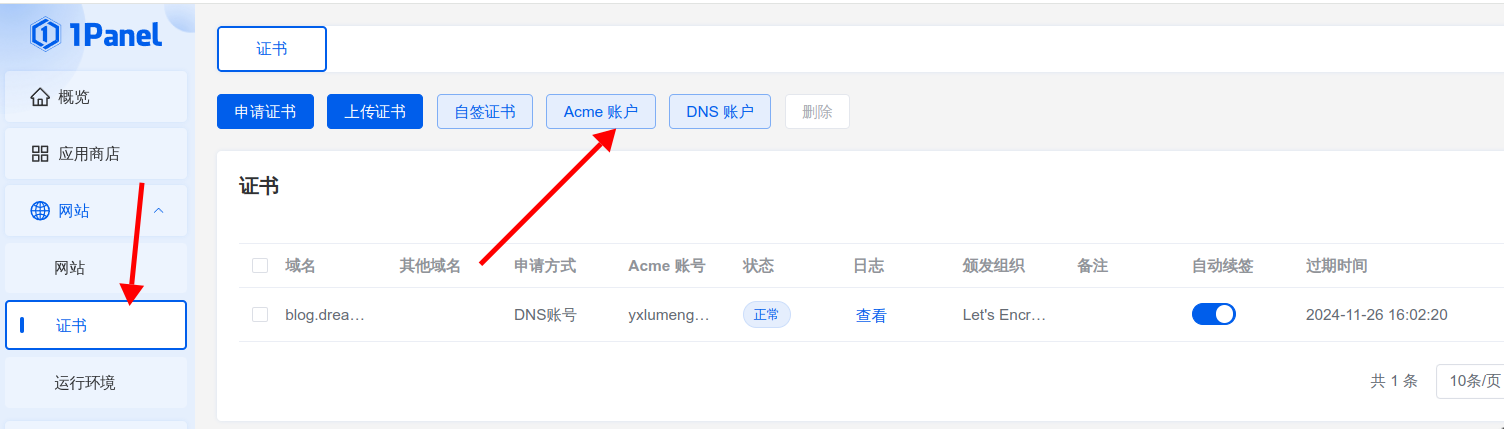 1Panel
概览
应用商店
网站
网站
证书
运行环境
证书
申请证书 上传证书 自签证书 Acme 账户 DNS 账户 删除
证书
域名 其他域名 申请方式 Acme 账号 状态 日志 颁发组织 备注 自动续签 过期时间
blog.drea… DNS账号 yxlumeng… 正常 查看 Let's Encr… 2024-11-26 16:02:20
共 1 条 10条/页